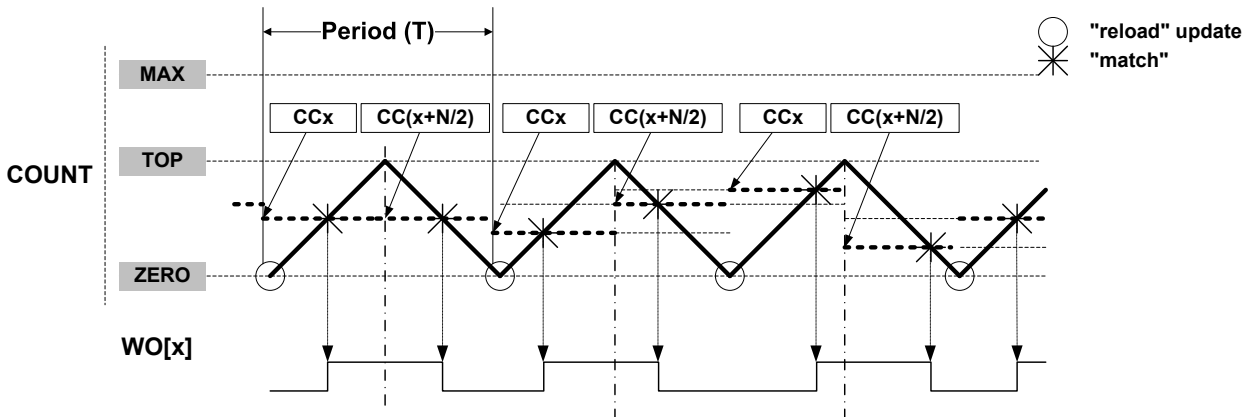 Period (T)
"reload" update
"match"
MAX
CCx
CC(x+N/2)
CCx
CC(x+N/2)
CCx
CC(x+N/2)
COUNT
TOP
ZERO
WO[x]